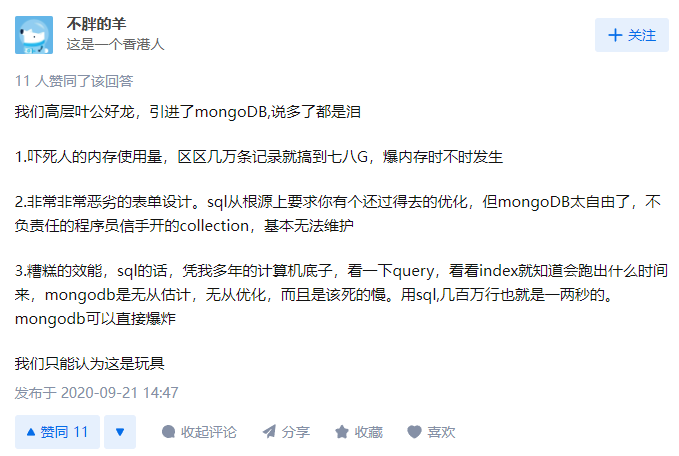 不胖的羊
这是一个香港人
关注
11 人赞同了该回答
我们高层叶公好龙，引进了mongoDB,说多了都是泪
1.吓死人的内存使用量，区区几万条记录就搞到七八G，爆内存时不时发生
2.非常非常恶劣的表单设计。sql从根源上要求你有个还过得去的优化，但mongoDB太自由了，不
负责任的程序员信手开的collection，基本无法维护
3.糟糕的效能，sql的话，凭我多年的计算机底子，看一下query，看看index就知道会跑出什么时间
来，mongodb是无从估计，无从优化，而且是该死的慢。用sql,几百万行也就是一两秒的。
mongodb可以直接爆炸
我们只能认为这是玩具
发布于 2020-09-21 14:47
赞同 11 收起评论 分享 收藏 喜欢